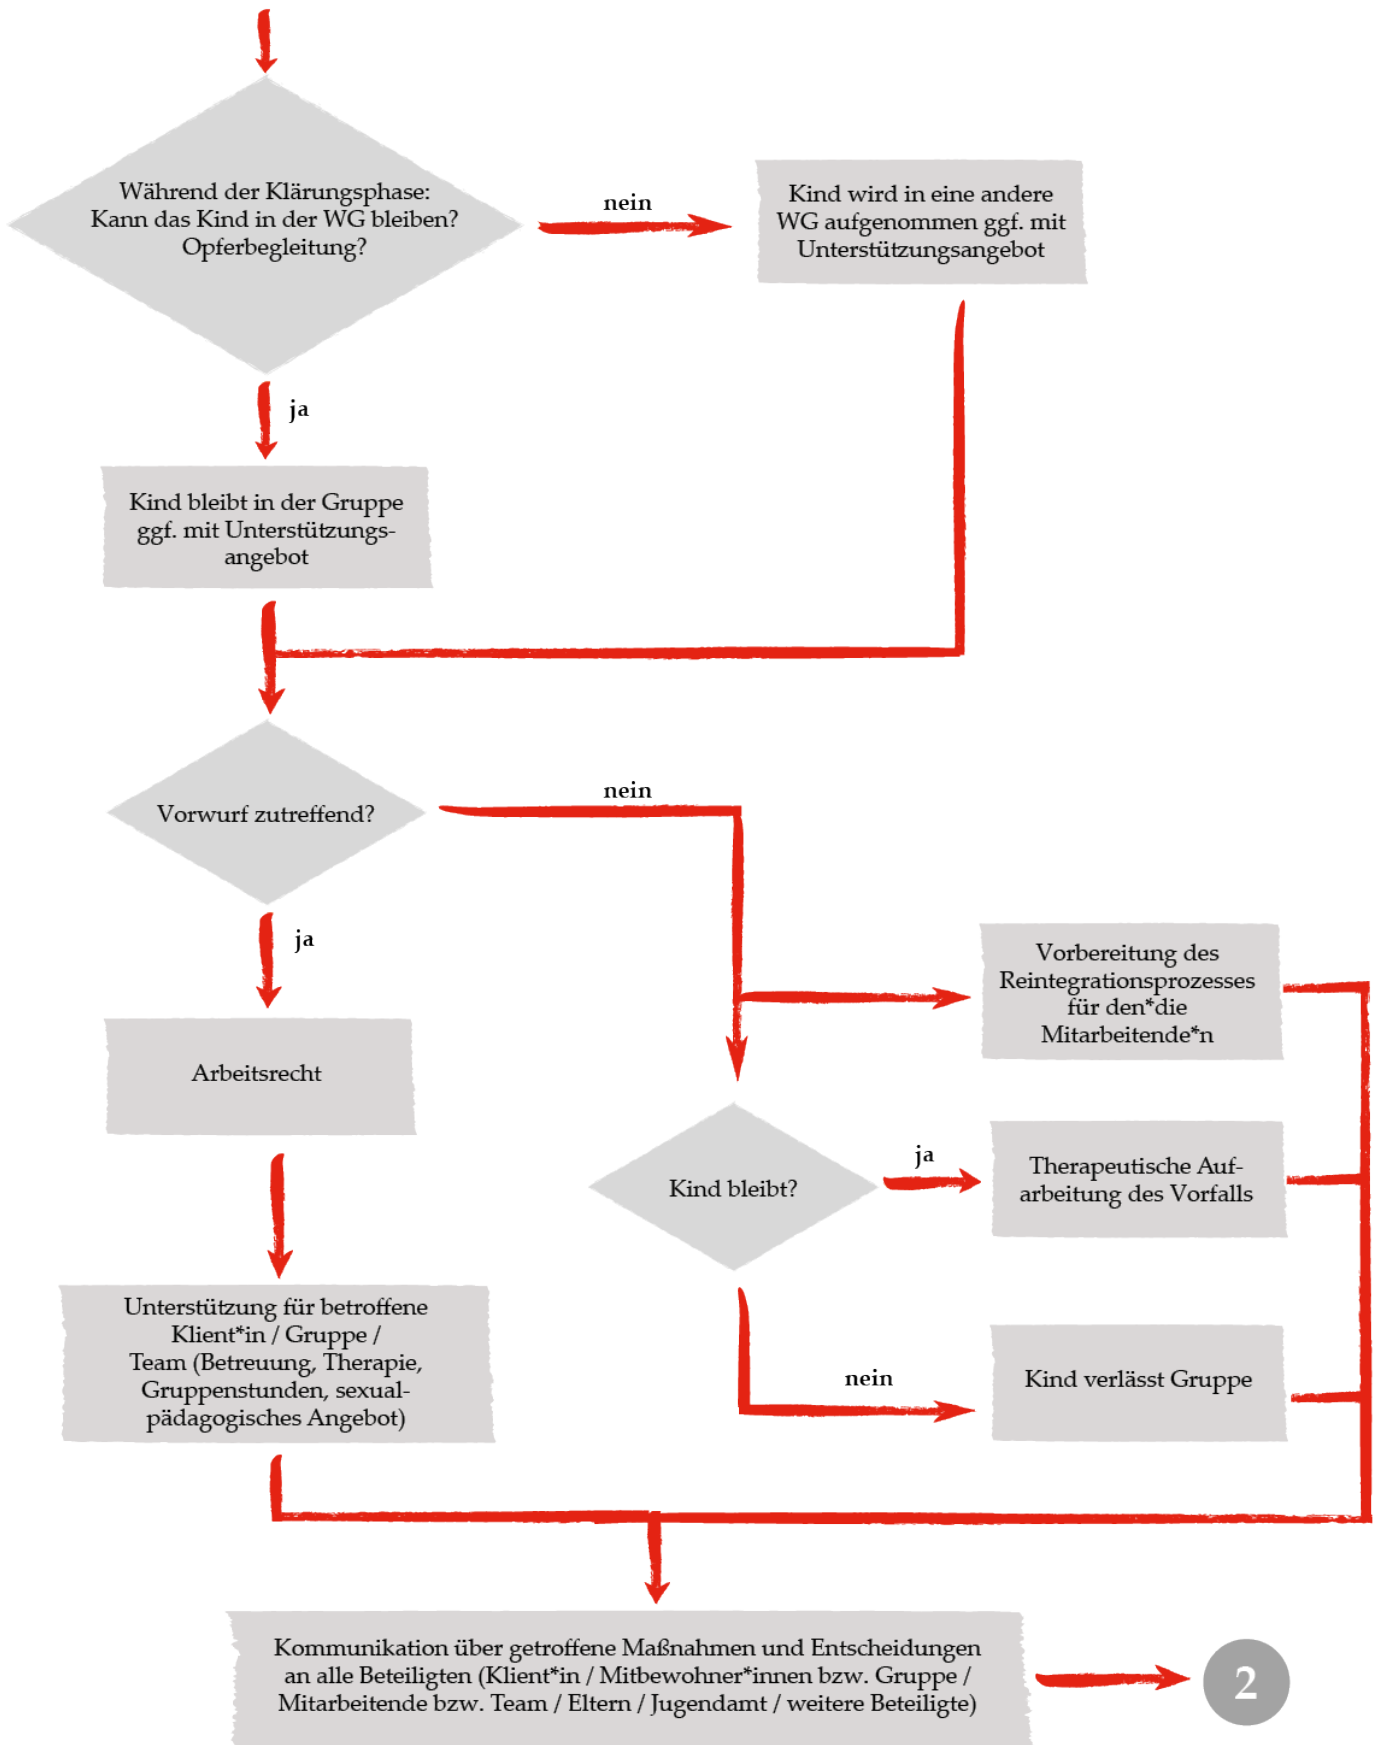 Während der Klärungsphase:
Kann das Kind in der WG bleiben?
Opferbegleitung?
nein
Kind wird in eine andere
WG aufgenommen ggf. mit
Unterstützungsangebot
ja
Kind bleibt in der Gruppe
ggf. mit Unterstützungs-
angebot
Vorwurf zutreffend?
nein
ja
Arbeitsrecht
Vorbereitung des
Reintegrationsprozesses
für den*die
Mitarbeitende*n
Kind bleibt?
ja
Therapeutische Auf-
arbeitung des Vorfalls
Unterstützung für betroffene
Klient*in / Gruppe /
Team (Betreuung, Therapie,
Gruppenstunden, sexual-
pädagogisches Angebot)
nein
Kind verlässt Gruppe
Kommunikation über getroffene Maßnahmen und Entscheidungen
an alle Beteiligten (Klient*in / Mitbewohner*innen bzw. Gruppe /
Mitarbeitende bzw. Team / Eltern / Jugendamt / weitere Beteiligte)
2